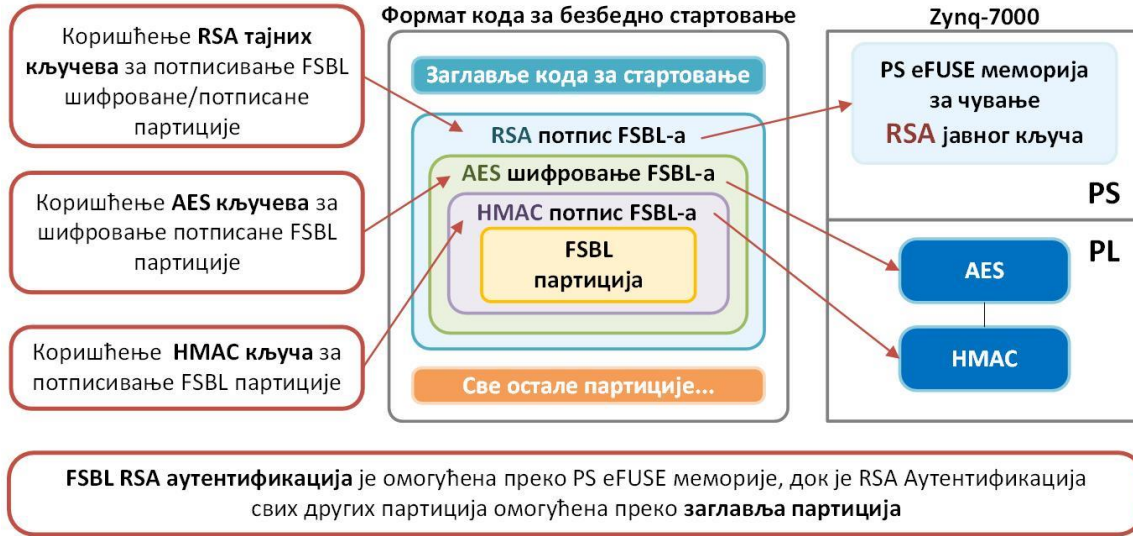 Формат кода за безбедно стартовање
Zynq-7000
Коришћење RSA тајних
кључева за потписивање FSBL
шифроване/потписане
партиције
Коришћење AES кључева за
шифровање потписане FSBL
партиције
Коришћење HMAC кључа за
потписивање FSBL партиције
Заглавље кода за стартовање
RSA потпис FSBL-а
AES шифровање FSBL-а
HMAC потпис FSBL-а
FSBL
партиција
Све остале партиције...
PS eFUSE меморија
за чување
RSA јавног кључа
PS
PL
AES
HMAC
FSBL RSA аутентификација је омогућена преко PS eFUSE меморије, док је RSA Аутентификација
свих других партиција омогућена преко заглавља партиција